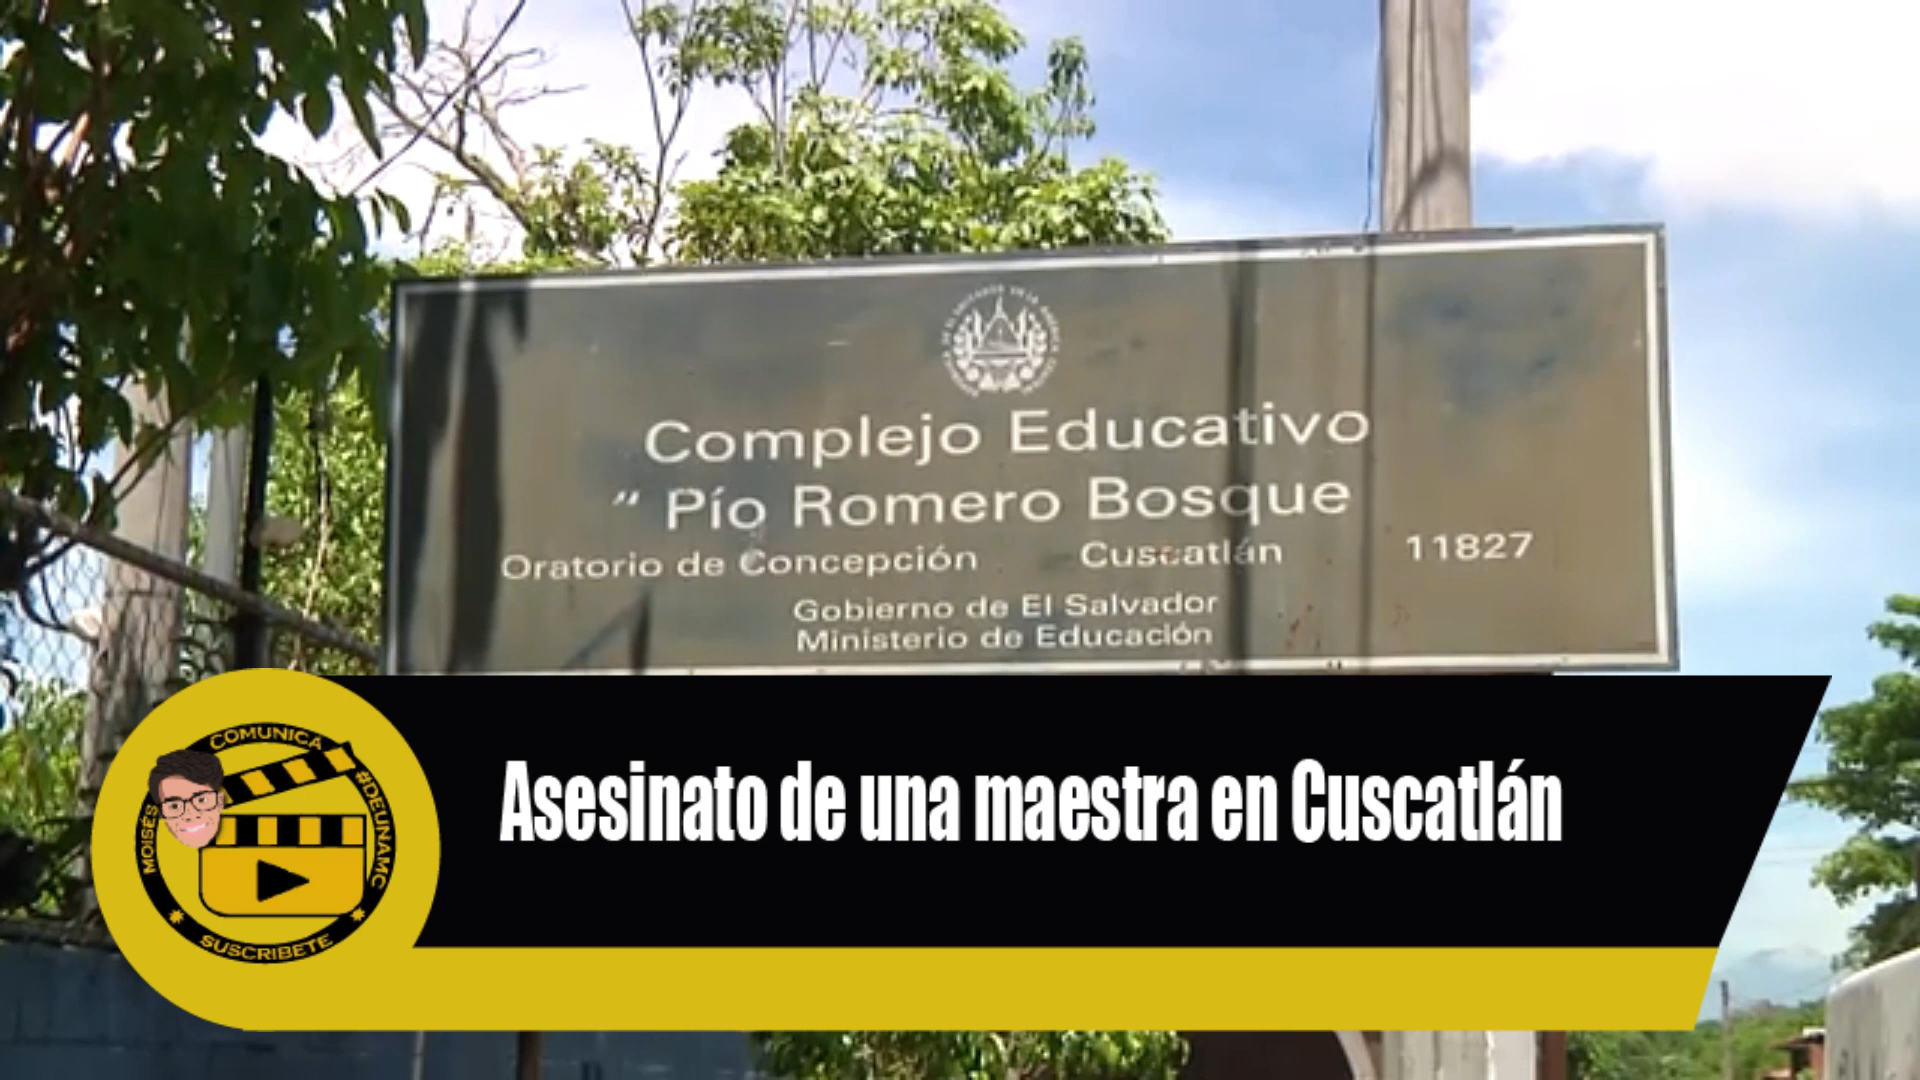 Complejo Educativo
" Pío Romero Bosque
Oratorio de Concepción Cuscatlán 11827
Gobierno de El Salvador
Ministerio de Educación
Asesinato de una maestra en Cuscatlán
MOISÉS COMUNICA #DEUNAMC
SUSCRIBETE